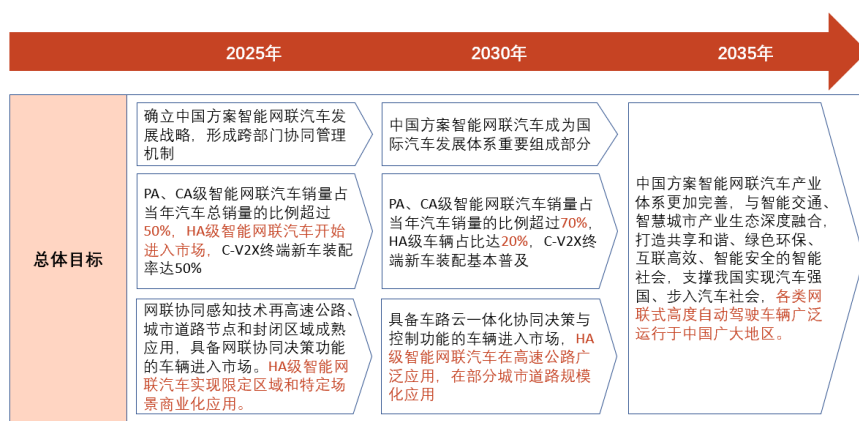 2025年
2030年
2035年
总体目标
确立中国方案智能网联汽车发
展战略，形成跨部门协同管理
机制
PA、CA级智能网联汽车销量占
当年汽车总销量的比例超过
50%，HA级智能网联汽车开始
进入市场，C-V2X终端新车装配
率达50%
网联协同感知技术再高速公路、
城市道路节点和封闭区域成熟
应用，具备网联协同决策功能
的车辆进入市场。HA级智能网
联汽车实现限定区域和特定场
景商业化应用。
中国方案智能网联汽车成为国
际汽车发展体系重要组成部分
PA、CA级智能网联汽车销量占
当年汽车销量的比例超过70%，
HA级车辆占比达20%，C-V2X终
端新车装配基本普及
具备车路云一体化协同决策与
控制功能的车辆进入市场，HA
级智能网联汽车在高速公路广
泛应用，在部分城市道路规模
化应用
中国方案智能网联汽车产业
体系更加完善，与智能交通、
智慧城市产业生态深度融合，
打造共享和谐、绿色环保、
互联高效、智能安全的智能
社会，支撑我国实现汽车强
国、步入汽车社会，各类网
联式高度自动驾驶车辆广泛
运行于中国广大地区。